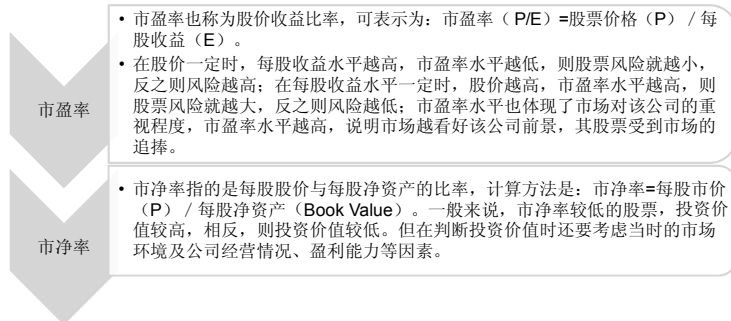 市盈率
• 市盈率也称为股价收益比率，可表示为：市盈率（ P/E）=股票价格（P） / 每
股收益（E）。
• 在股价一定时，每股收益水平越高，市盈率水平越低，则股票风险就越小，
反之则风险越高；在每股收益水平一定时，股价越高，市盈率水平越高，则
股票风险就越大，反之则风险越低；市盈率水平也体现了市场对该公司的重
视程度，市盈率水平越高，说明市场越看好该公司前景，其股票受到市场的
追捧。
市净率
• 市净率指的是每股股价与每股净资产的比率，计算方法是：市净率=每股市价
（P） / 每股净资产（Book Value）。一般来说，市净率较低的股票，投资价
值较高，相反，则投资价值较低。但在判断投资价值时还要考虑当时的市场
环境及公司经营情况、盈利能力等因素。